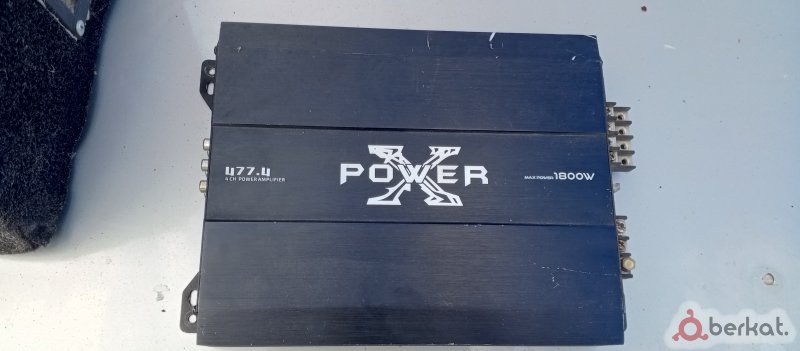 477.4
4 CH POWER AMPLIFIER
X POWER
MAX POWER 1800W
berkat.